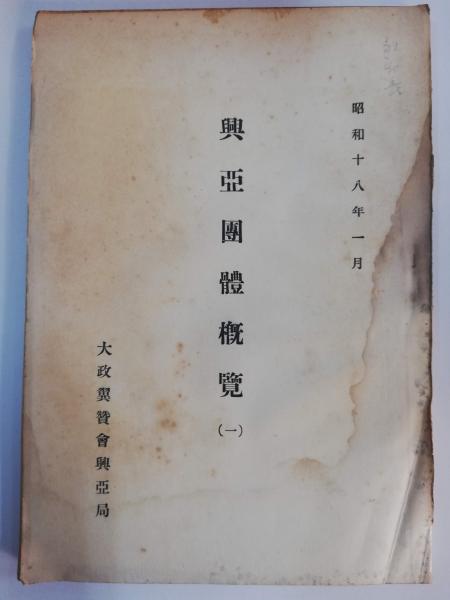 昭和十八年一月
興亞團體槪覽
(一)
大政翼贊會興亞局